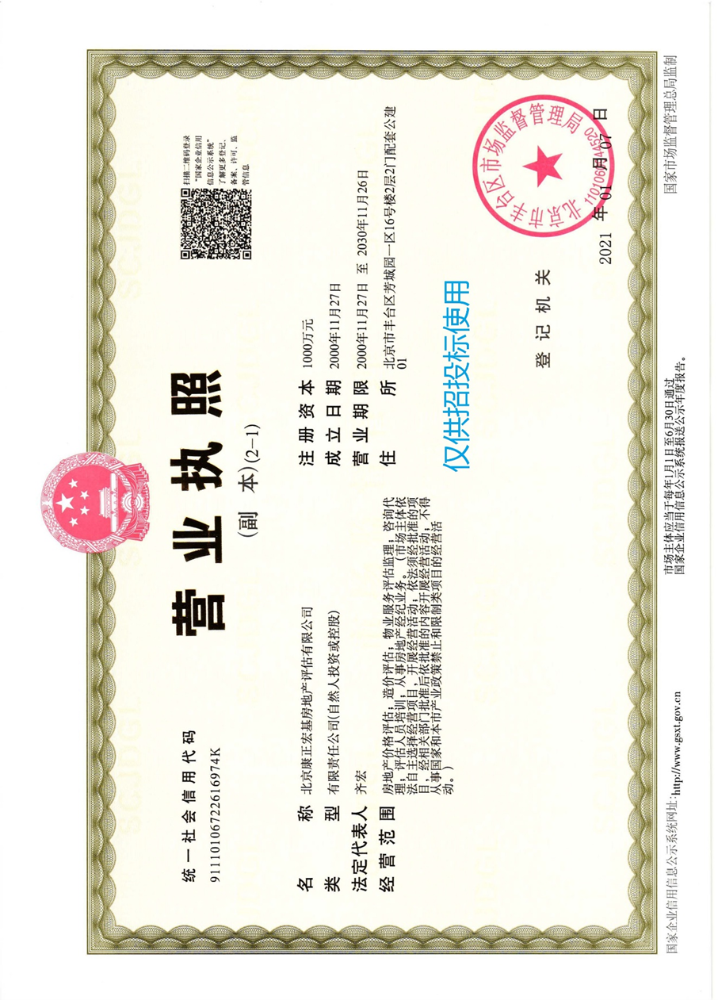 统一社会信用代码
91110106722616974K
营业执照
(副 本)(2-1)
扫描二维码登录
“国家企业信用
信息公示系统”
了解更多登记、
备案、许可、监
管信息
名 称 北京康正宏基房地产评估有限公司
类 型 有限责任公司(自然人投资或控股)
法定代表人 齐宏
经营范围 房地产价格评估；造价评估；物业服务评估监理；咨询代
理；评估人员培训；从事房地产经纪业务。（市场主体依
法自主选择经营项目，开展经营活动；依法须经批准的项
目，经相关部门批准后依批准的内容开展经营活动；不得
从事国家和本市产业政策禁止和限制类项目的经营活
动。）
注册资本 1000万元
成立日期 2000年11月27日
营业期限 2000年11月27日 至 2030年11月26日
住 所 北京市丰台区芳城园一区16号楼2层2门配套公建
01
仅供招投标使用
登记机关
北京市丰台区市场监督管理局
2021 年 01 月 07 日
国家企业信用信息公示系统网址：http://www.gsxt.gov.cn
市场主体应当于每年1月1日至6月30日通过
国家企业信用信息公示系统报送公示年度报告。
国家市场监督管理总局监制